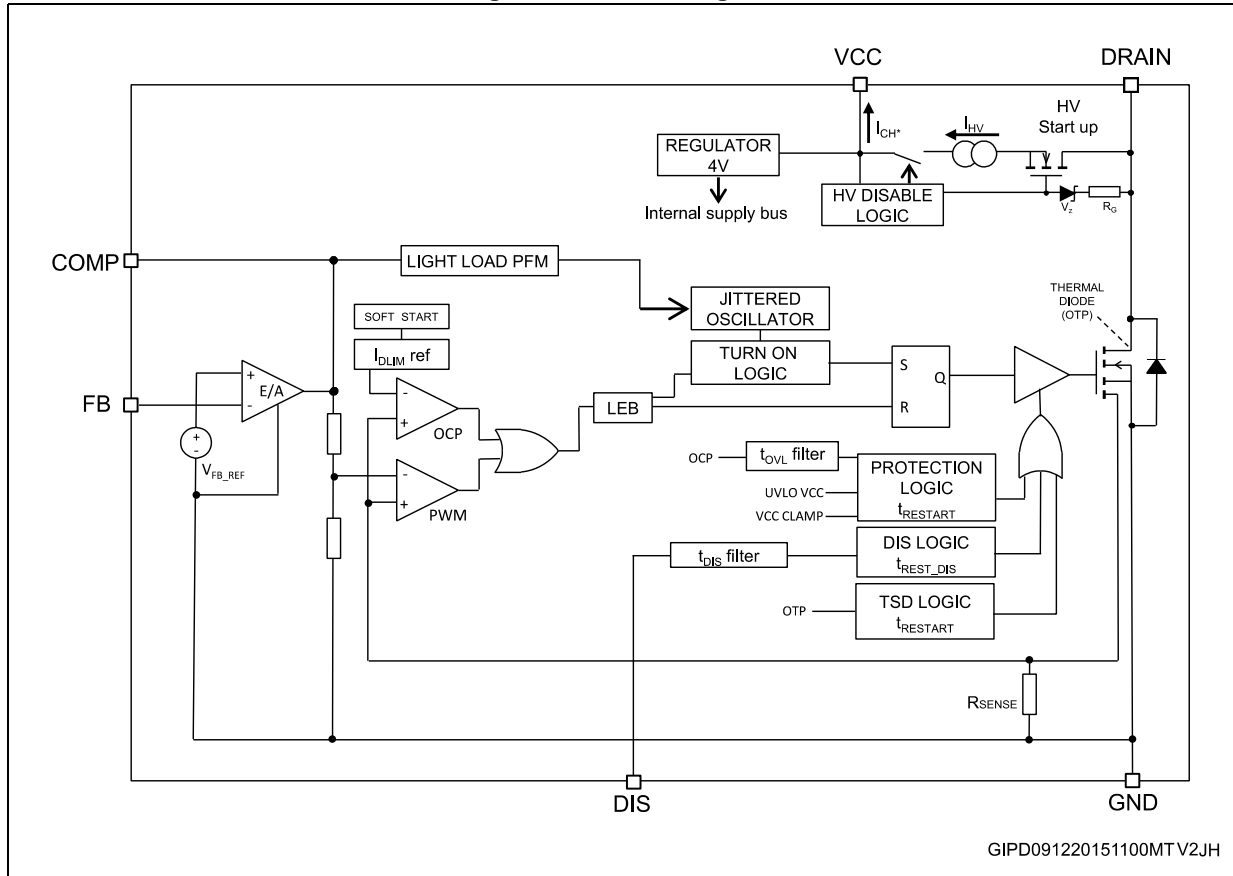 VCC
DRAIN
HV
Start up
I_HV
I_CH*
REGULATOR
4V
Internal supply bus
HV DISABLE
LOGIC
V_z
R_G
COMP
LIGHT LOAD PFM
THERMAL
DIODE
(OTP)
SOFT START
JITTERED
OSCILLATOR
I_DLIM ref
TURN ON
LOGIC
S
Q
R
+
E/A
-
FB
-
+
OCP
LEB
+
-
V_FB_REF
-
+
PWM
OCP
t_OVL filter
PROTECTION
LOGIC
t_RESTART
UVLO VCC
VCC CLAMP
t_DIS filter
DIS LOGIC
t_REST_DIS
OTP
TSD LOGIC
t_RESTART
R_SENSE
DIS
GND
GIPD091220151100MTV2JH